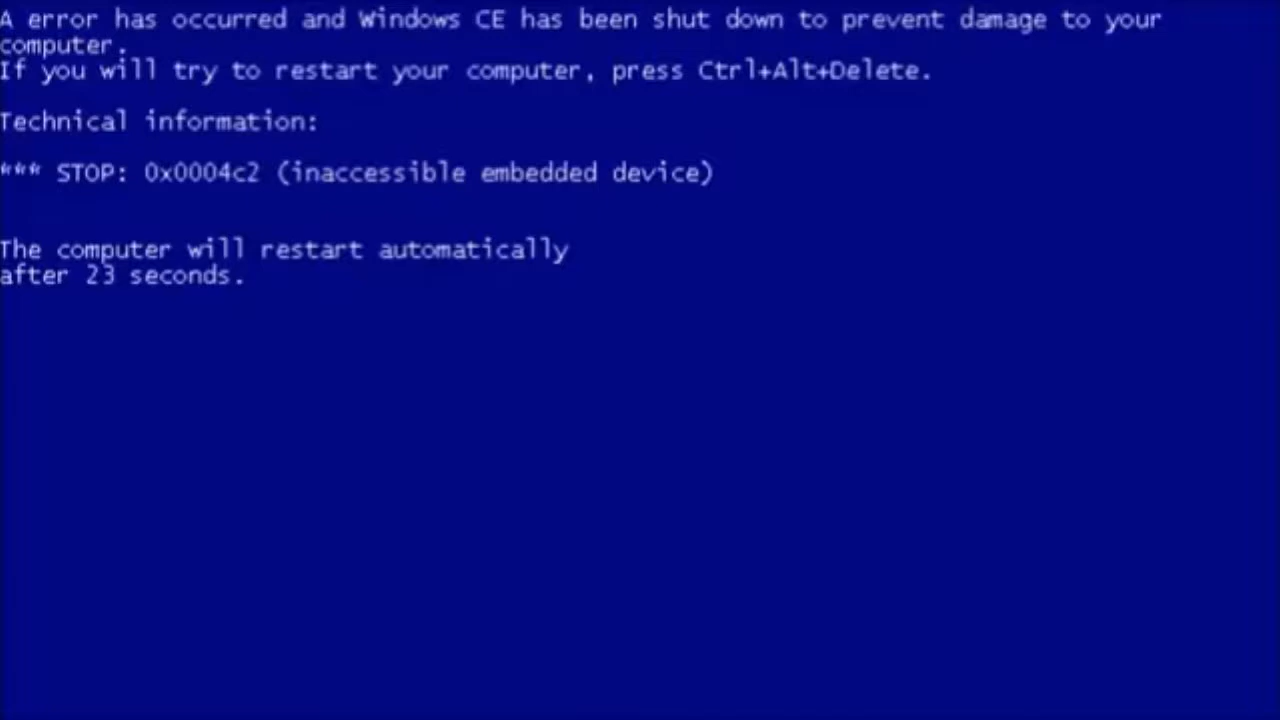 A error has occurred and Windows CE has been shut down to prevent damage to your
computer.
If you will try to restart your computer, press Ctrl+Alt+Delete.
Technical information:
*** STOP: 0x0004c2 (inaccessible embedded device)
The computer will restart automatically
after 23 seconds.